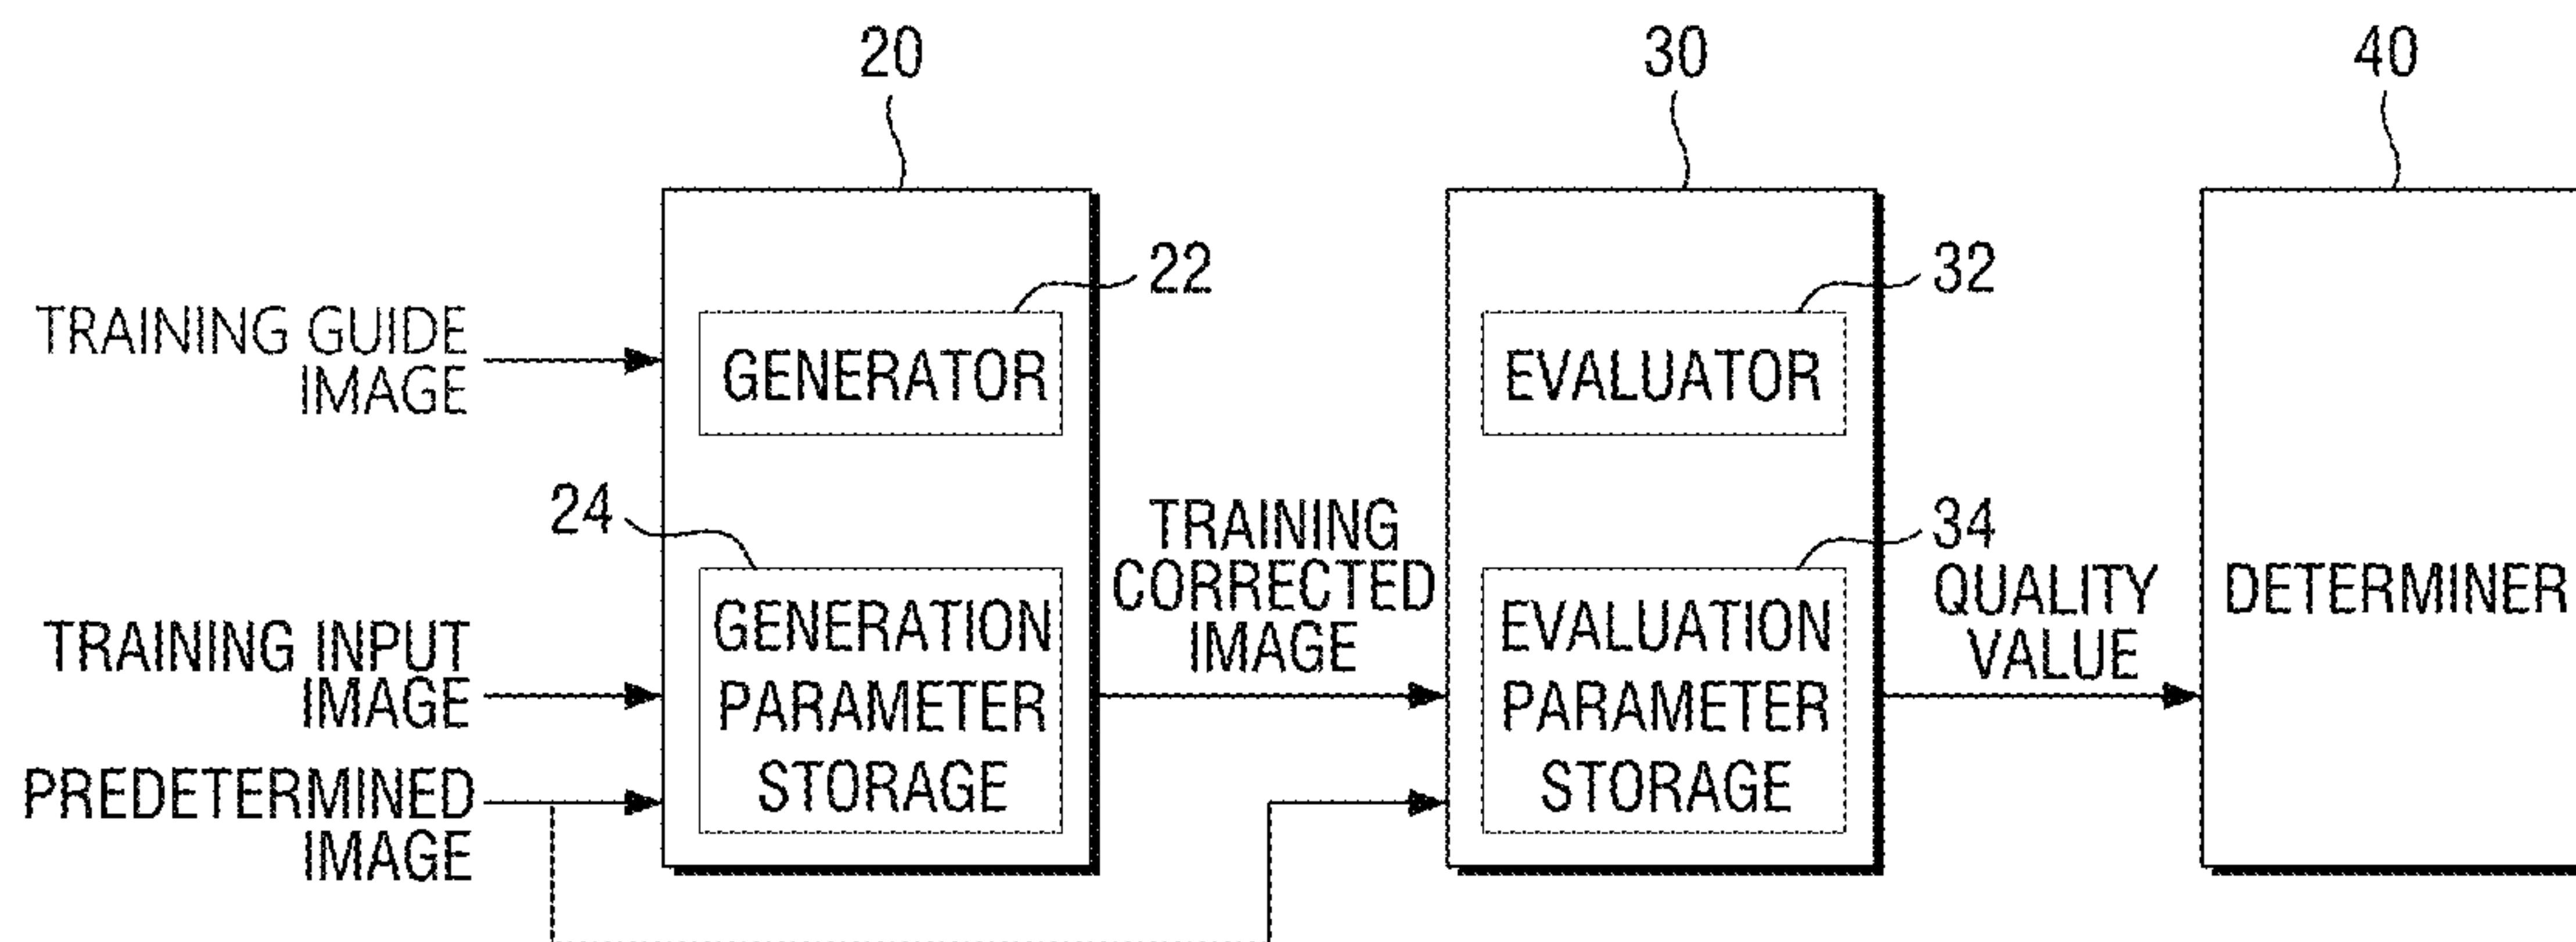 20
30
40
22
32
TRAINING GUIDE
IMAGE
GENERATOR
EVALUATOR
24
TRAINING
CORRECTED
IMAGE
34
QUALITY
VALUE
DETERMINER
TRAINING INPUT
IMAGE
GENERATION
PARAMETER
STORAGE
EVALUATION
PARAMETER
STORAGE
PREDETERMINED
IMAGE